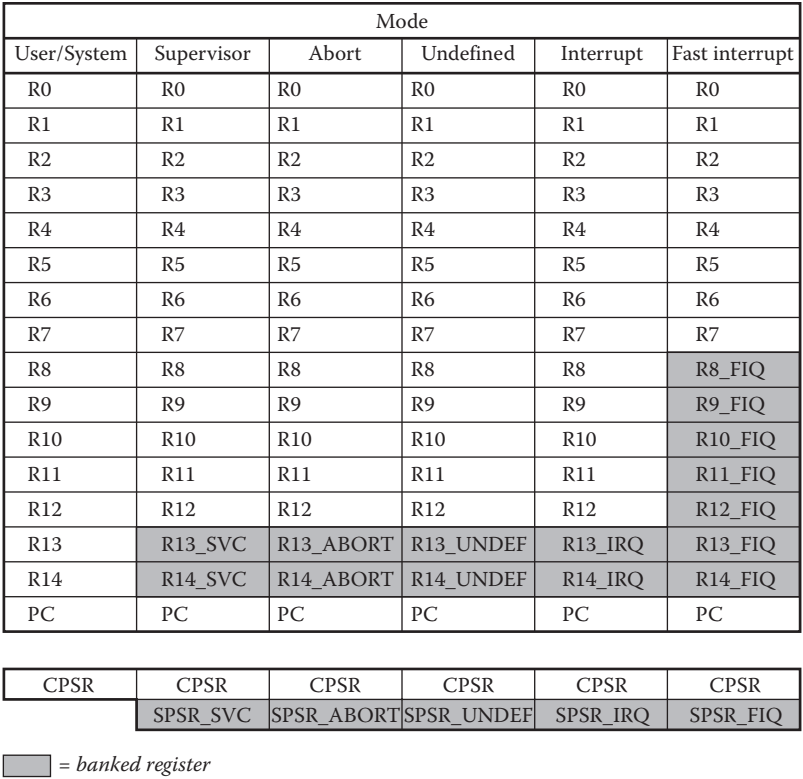 Mode
User/System Supervisor Abort Undefined Interrupt Fast interrupt
R0 R0 R0 R0 R0 R0
R1 R1 R1 R1 R1 R1
R2 R2 R2 R2 R2 R2
R3 R3 R3 R3 R3 R3
R4 R4 R4 R4 R4 R4
R5 R5 R5 R5 R5 R5
R6 R6 R6 R6 R6 R6
R7 R7 R7 R7 R7 R7
R8 R8 R8 R8 R8 R8_FIQ
R9 R9 R9 R9 R9 R9_FIQ
R10 R10 R10 R10 R10 R10_FIQ
R11 R11 R11 R11 R11 R11_FIQ
R12 R12 R12 R12 R12 R12_FIQ
R13 R13_SVC R13_ABORT R13_UNDEF R13_IRQ R13_FIQ
R14 R14_SVC R14_ABORT R14_UNDEF R14_IRQ R14_FIQ
PC PC PC PC PC PC
CPSR CPSR CPSR CPSR CPSR CPSR
SPSR_SVC SPSR_ABORT SPSR_UNDEF SPSR_IRQ SPSR_FIQ
= banked register